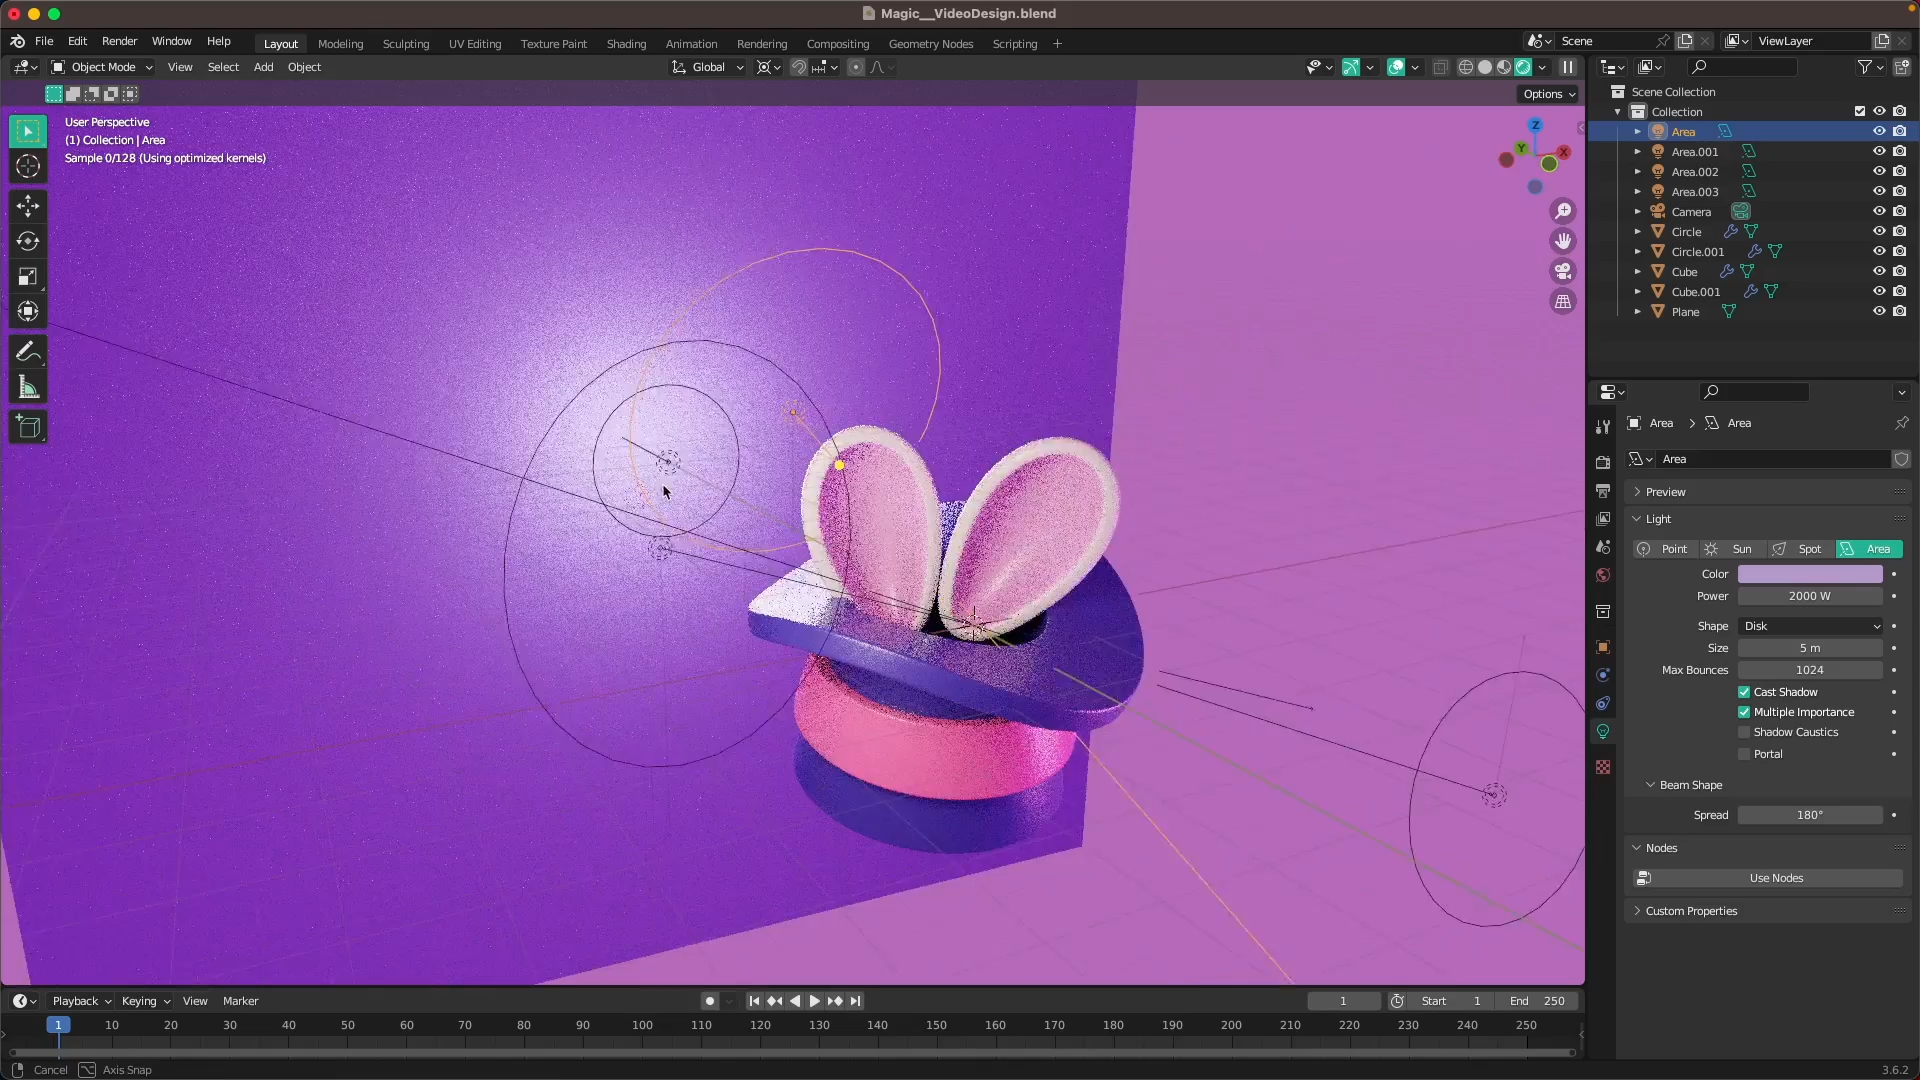 Magic__VideoDesign.blend
File Edit Render Window Help Layout Modeling Sculpting UV Editing Texture Paint Shading Animation Rendering Compositing Geometry Nodes Scripting + Scene ViewLayer
Object Mode View Select Add Object Global
Options
User Perspective
(1) Collection | Area
Sample 0/128 (Using optimized kernels)
Z
Y
X
Scene Collection
Collection
Area
Area.001
Area.002
Area.003
Camera
Circle
Circle.001
Cube
Cube.001
Plane
Area > Area
Area
Preview
Light
Point Sun Spot Area
Color
Power 2000 W
Shape Disk
Size 5 m
Max Bounces 1024
Cast Shadow
Multiple Importance
Shadow Caustics
Portal
Beam Shape
Spread 180°
Nodes
Use Nodes
Custom Properties
Playback Keying View Marker 1 Start 1 End 250
1 10 20 30 40 50 60 70 80 90 100 110 120 130 140 150 160 170 180 190 200 210 220 230 240 250
Cancel Axis Snap 3.6.2